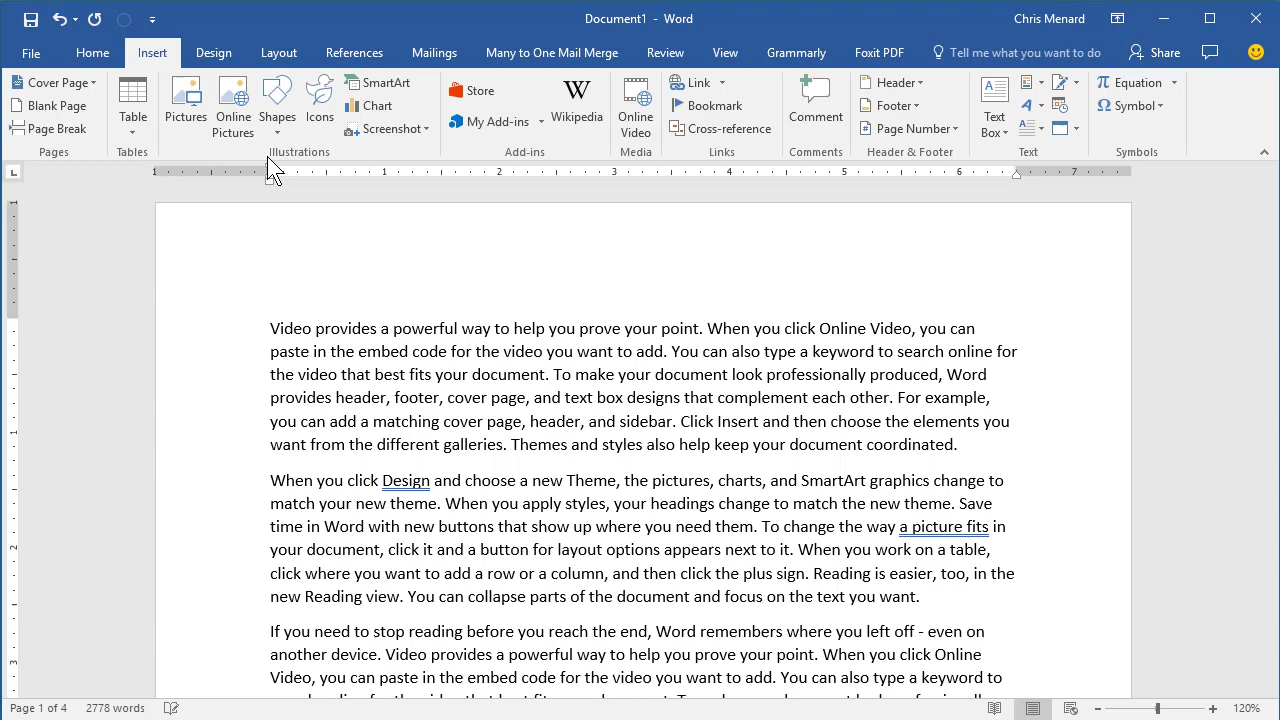 Document1 - Word
Chris Menard
File Home Insert Design Layout References Mailings Many to One Mail Merge Review View Grammarly Foxit PDF Tell me what you want to do Share
Cover Page
Blank Page
Page Break
Pages
Table
Tables
Pictures
Online Pictures
Shapes
Icons
SmartArt
Chart
Screenshot
Illustrations
Store
My Add-ins
W
Wikipedia
Add-ins
Online Video
Media
Link
Bookmark
Cross-reference
Links
Comment
Comments
Header
Footer
Page Number
Header & Footer
Text Box
Text
Equation
Symbol
Symbols
1 1 2 3 4 5 6 7
1
1
2
3
Video provides a powerful way to help you prove your point. When you click Online Video, you can
paste in the embed code for the video you want to add. You can also type a keyword to search online for
the video that best fits your document. To make your document look professionally produced, Word
provides header, footer, cover page, and text box designs that complement each other. For example,
you can add a matching cover page, header, and sidebar. Click Insert and then choose the elements you
want from the different galleries. Themes and styles also help keep your document coordinated.
When you click Design and choose a new Theme, the pictures, charts, and SmartArt graphics change to
match your new theme. When you apply styles, your headings change to match the new theme. Save
time in Word with new buttons that show up where you need them. To change the way a picture fits in
your document, click it and a button for layout options appears next to it. When you work on a table,
click where you want to add a row or a column, and then click the plus sign. Reading is easier, too, in the
new Reading view. You can collapse parts of the document and focus on the text you want.
If you need to stop reading before you reach the end, Word remembers where you left off - even on
another device. Video provides a powerful way to help you prove your point. When you click Online
Video, you can paste in the embed code for the video you want to add. You can also type a keyword to
Page 1 of 4 2778 words 120%